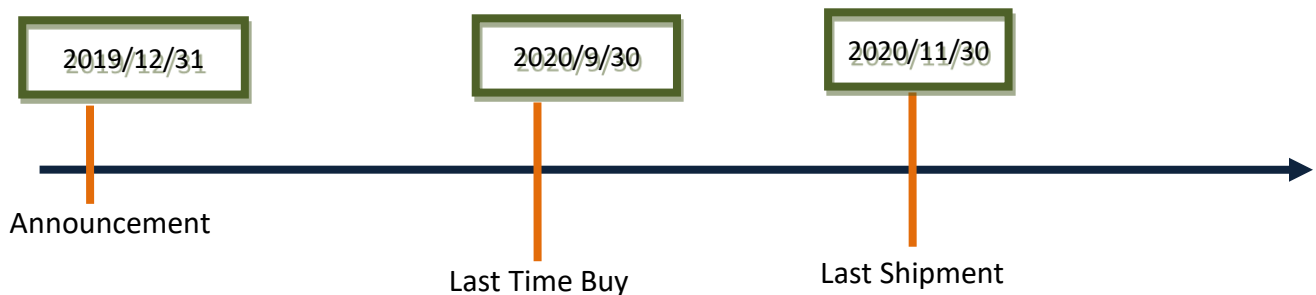 2019/12/31
2020/9/30
2020/11/30
Announcement
Last Time Buy
Last Shipment